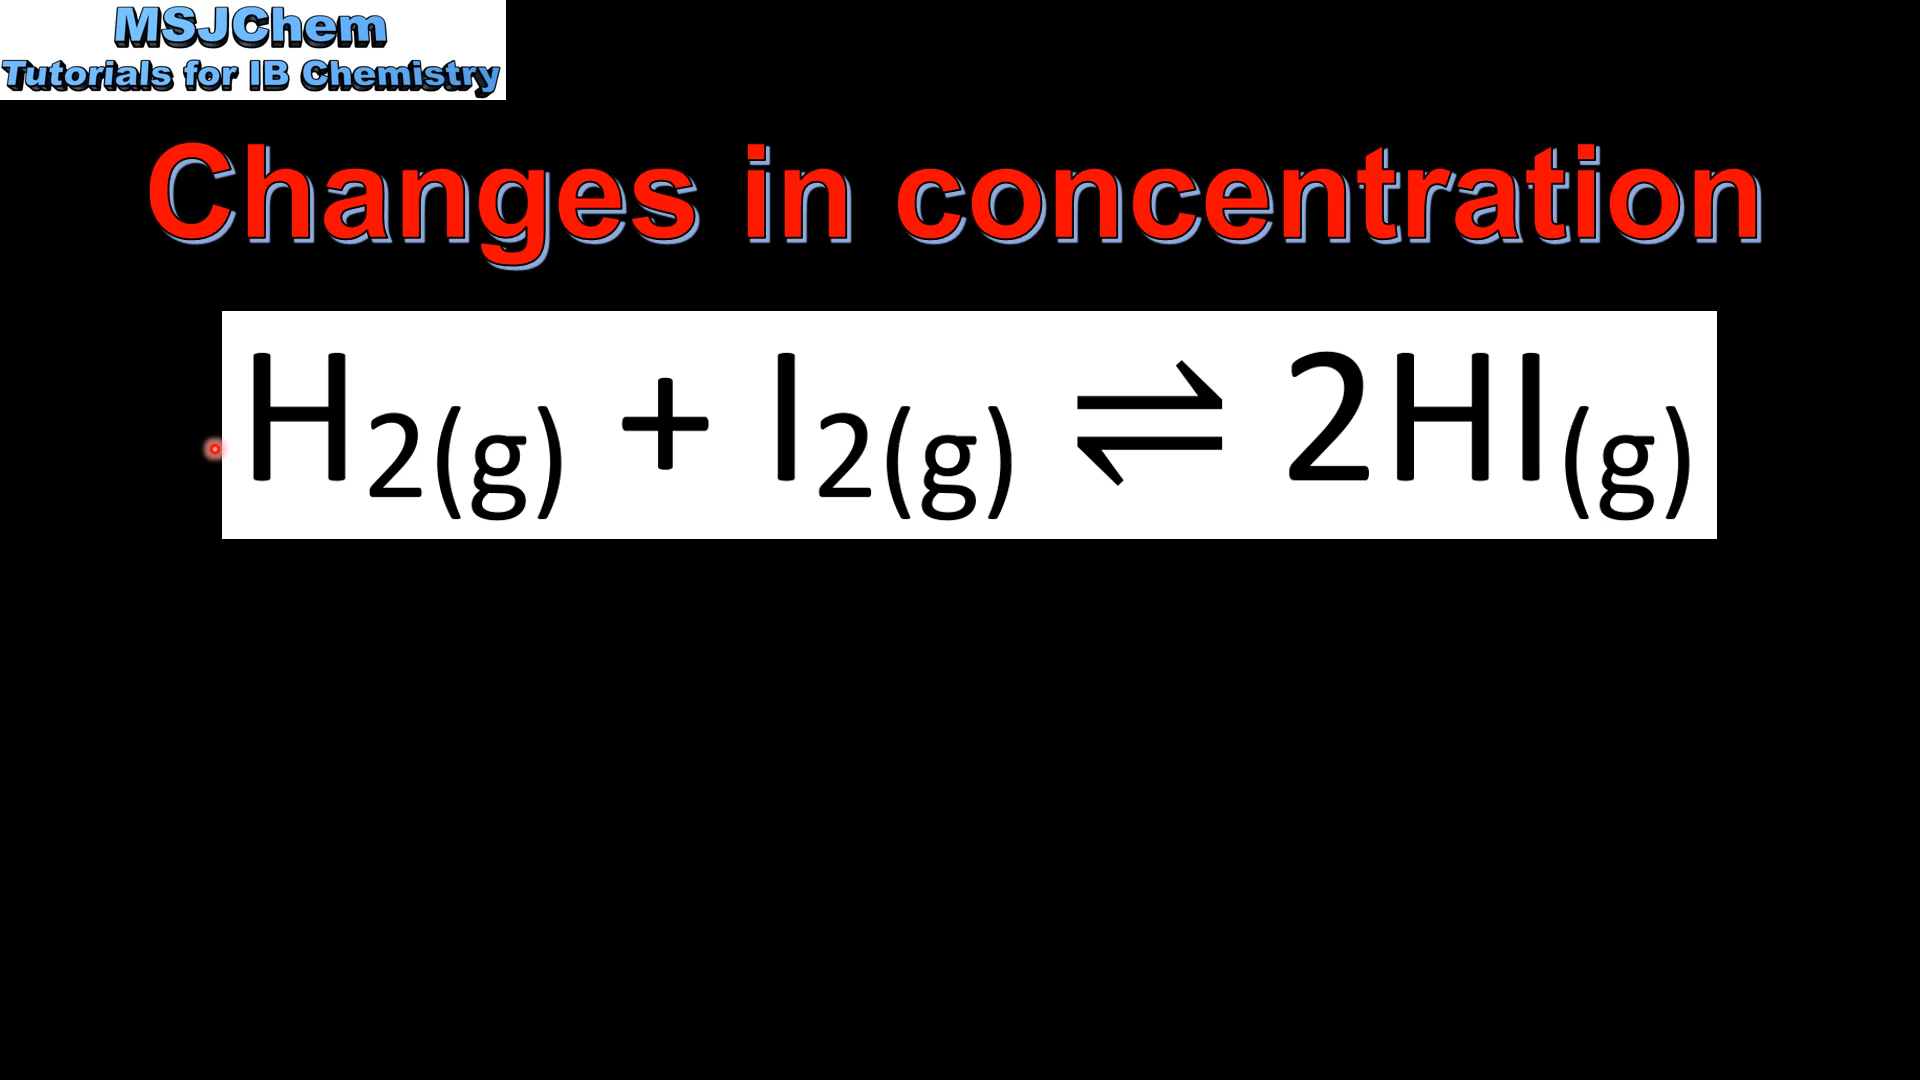 MSJChem
Tutorials for IB Chemistry
Changes in concentration
H₂(g) + I₂(g) ⇌ 2HI(g)